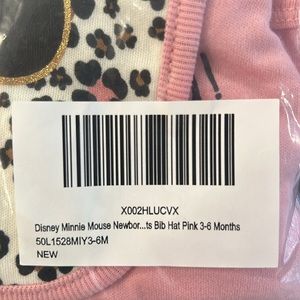 X002HLUCVX
Disney Minnie Mouse Newbor...ts Bib Hat Pink 3-6 Months
50L1528MIY3-6M
NEW